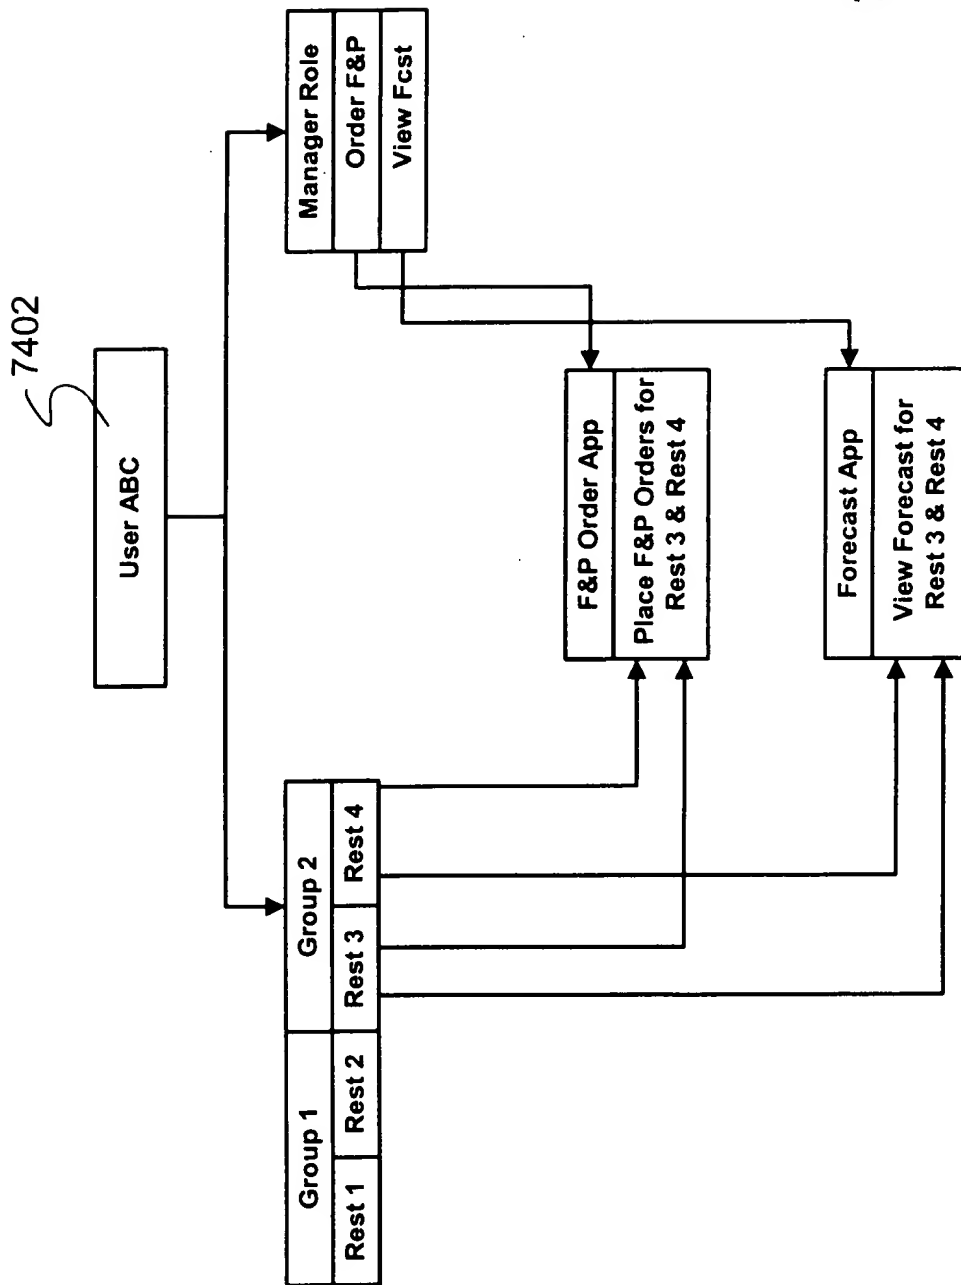 7402
User ABC
Group 1
Group 2
Rest 1
Rest 2
Rest 3
Rest 4
Manager Role
Order F&P
View Fcst
F&P Order App
Place F&P Orders for
Rest 3 & Rest 4
Forecast App
View Forecast for
Rest 3 & Rest 4